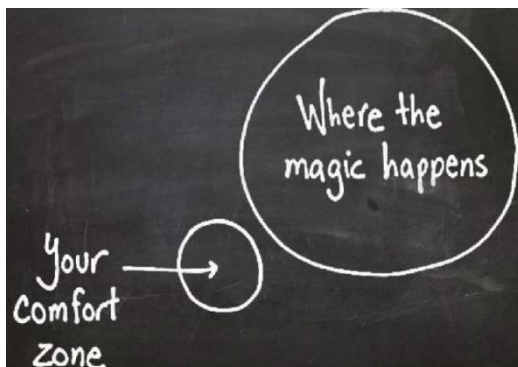 Where the
magic happens
Your
comfort
zone